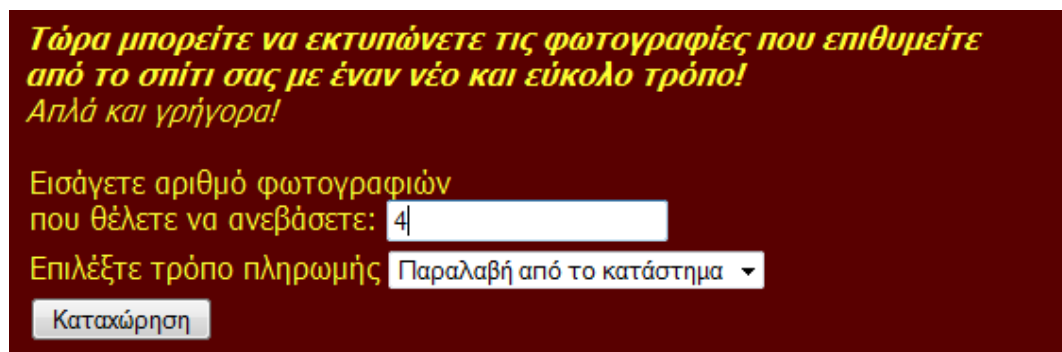 Τώρα μπορείτε να εκτυπώνετε τις φωτογραφίες που επιθυμείτε
από το σπίτι σας με έναν νέο και εύκολο τρόπο!
Απλά και γρήγορα!
Εισάγετε αριθμό φωτογραφιών
που θέλετε να ανεβάσετε: 4
Επιλέξτε τρόπο πληρωμής Παραλαβή από το κατάστημα
Καταχώρηση